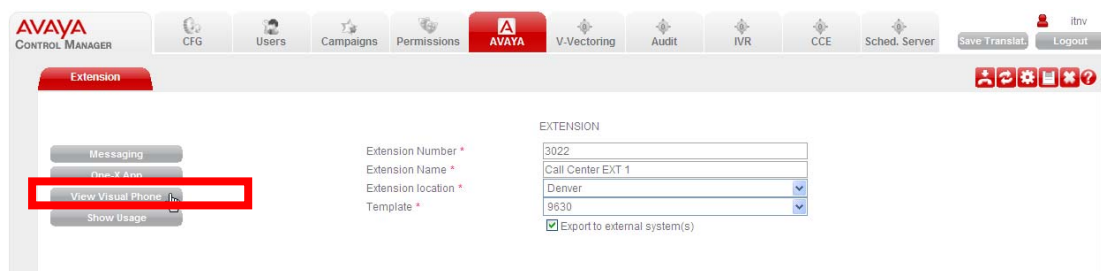 AVAYA
CONTROL MANAGER
CFG
Users
Campaigns
Permissions
AVAYA
V-Vectoring
Audit
IVR
CCE
Sched. Server
itnv
Save Translat.
Logout
Extension
EXTENSION
Messaging
One-X App
View Visual Phone
Show Usage
Extension Number * 3022
Extension Name * Call Center EXT 1
Extension location * Denver
Template * 9630
Export to external system(s)